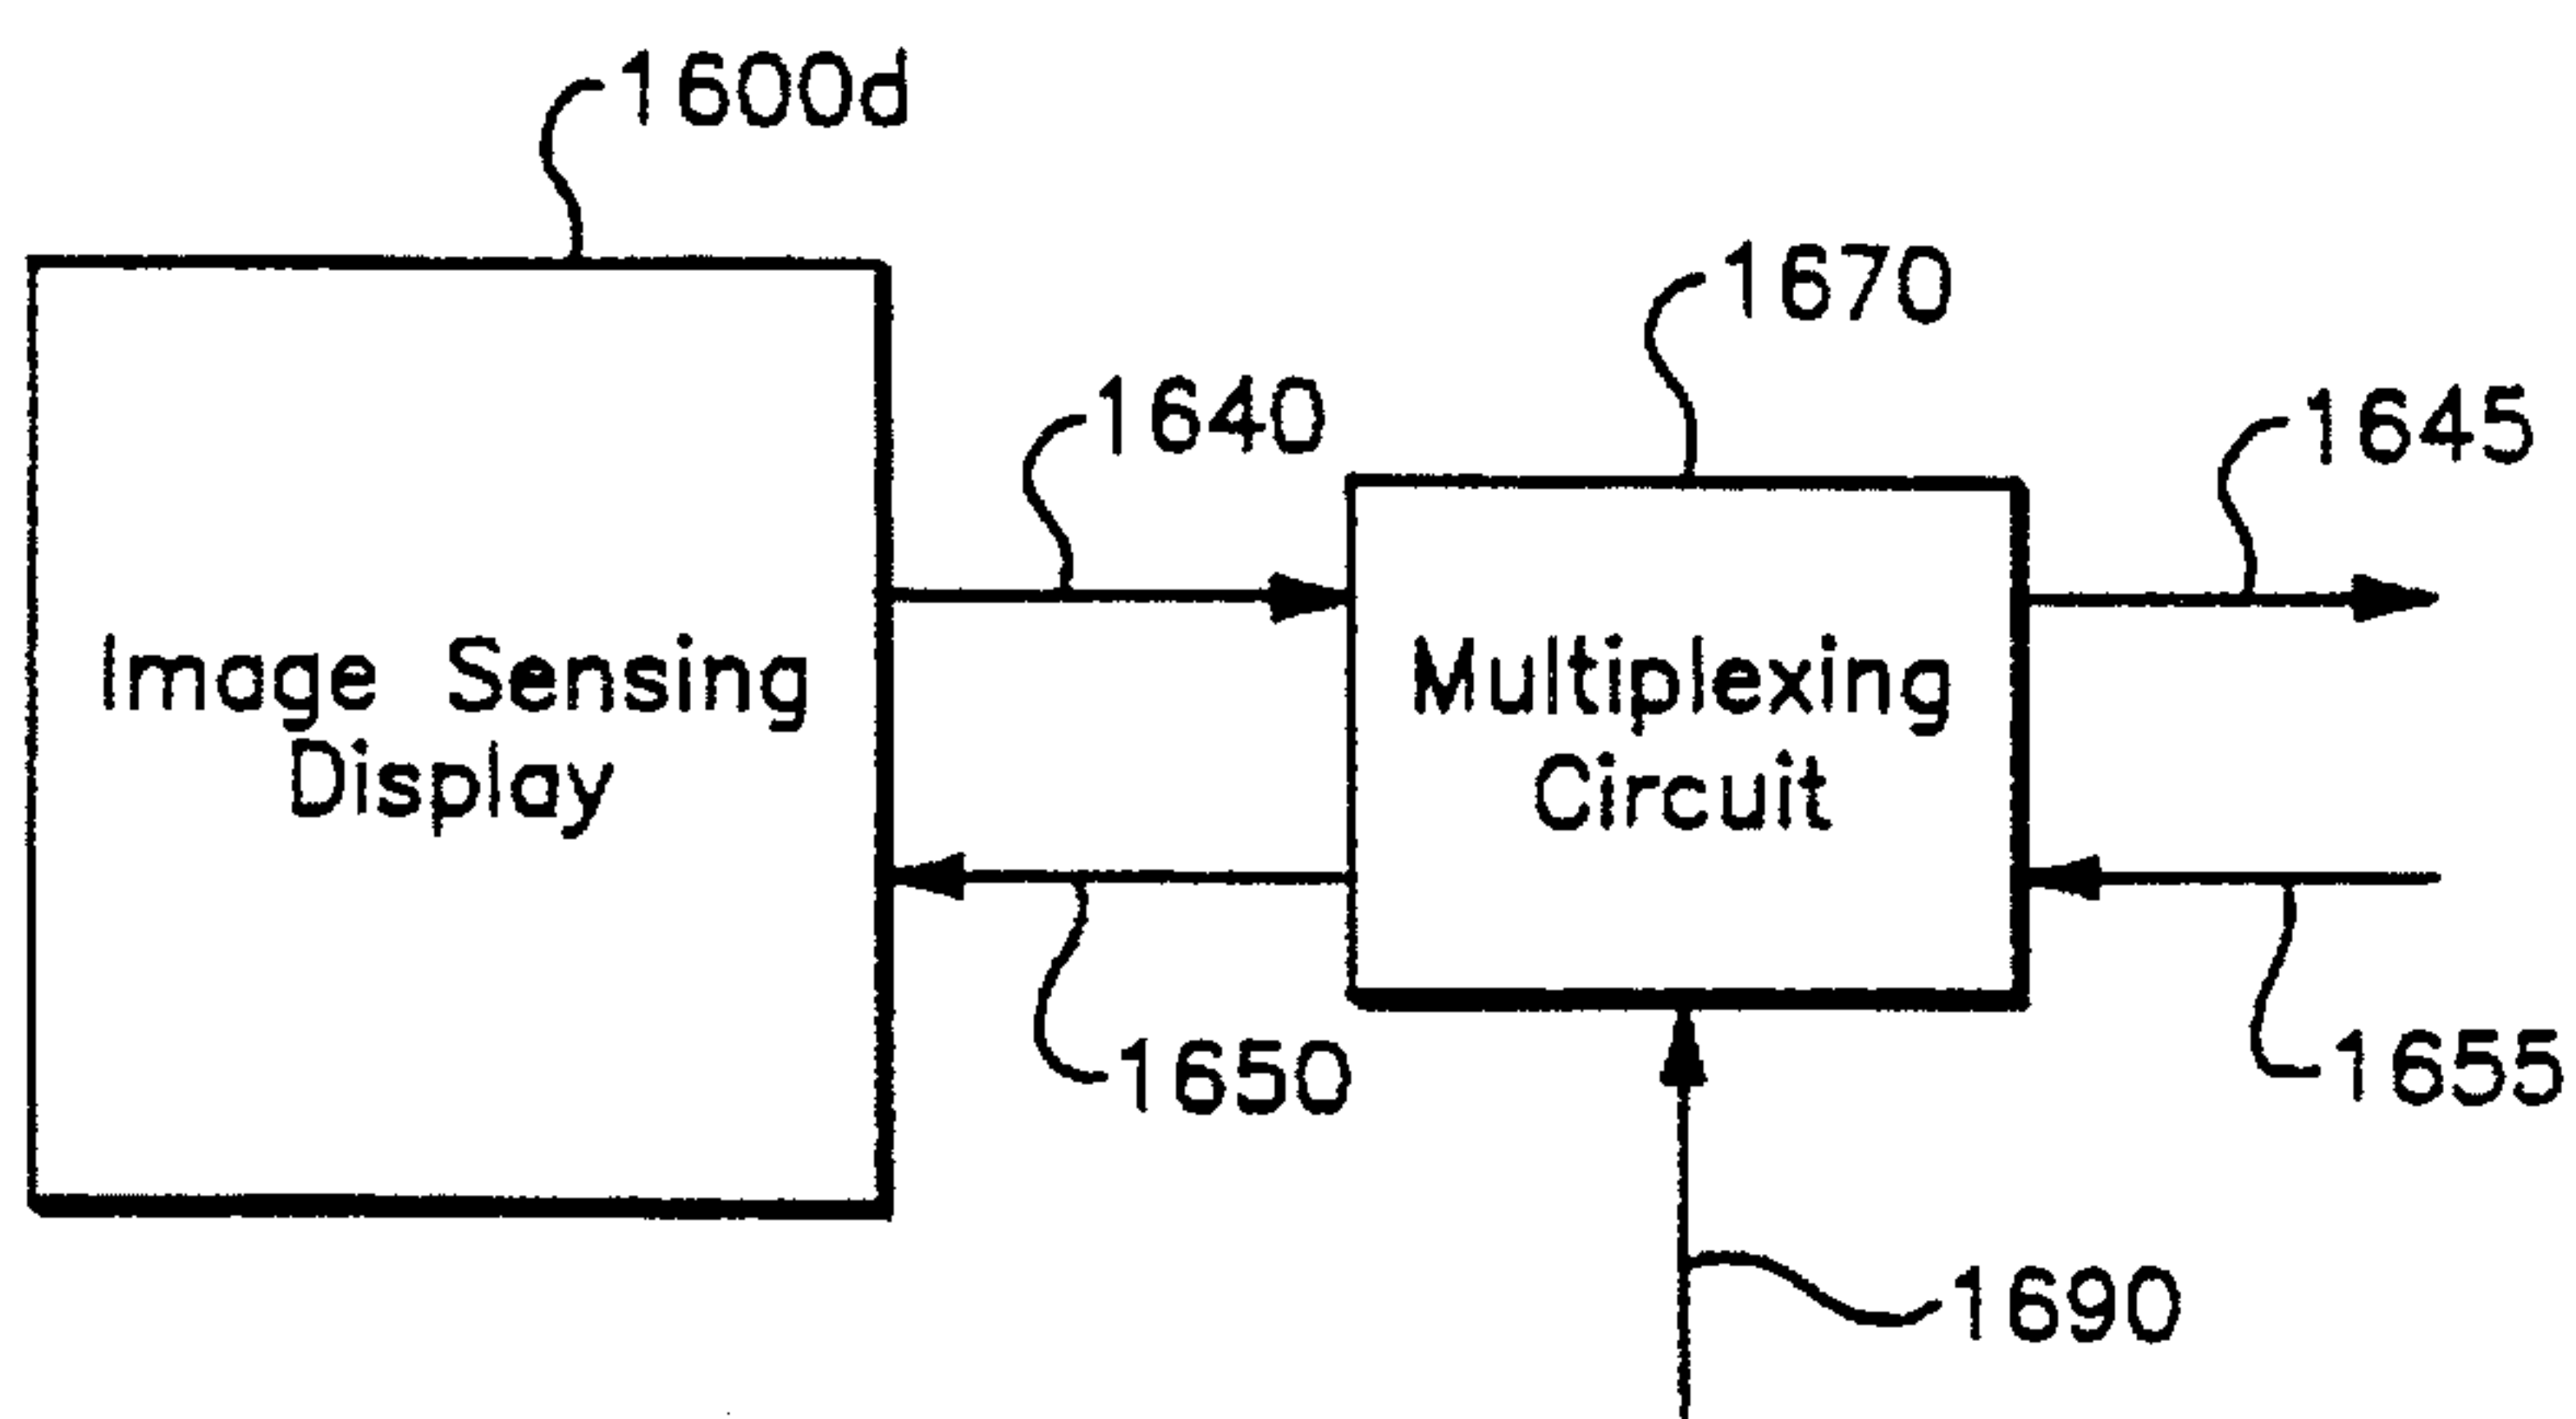 1600d
1670
1640
1645
Image Sensing
Display
Multiplexing
Circuit
1650
1655
1690